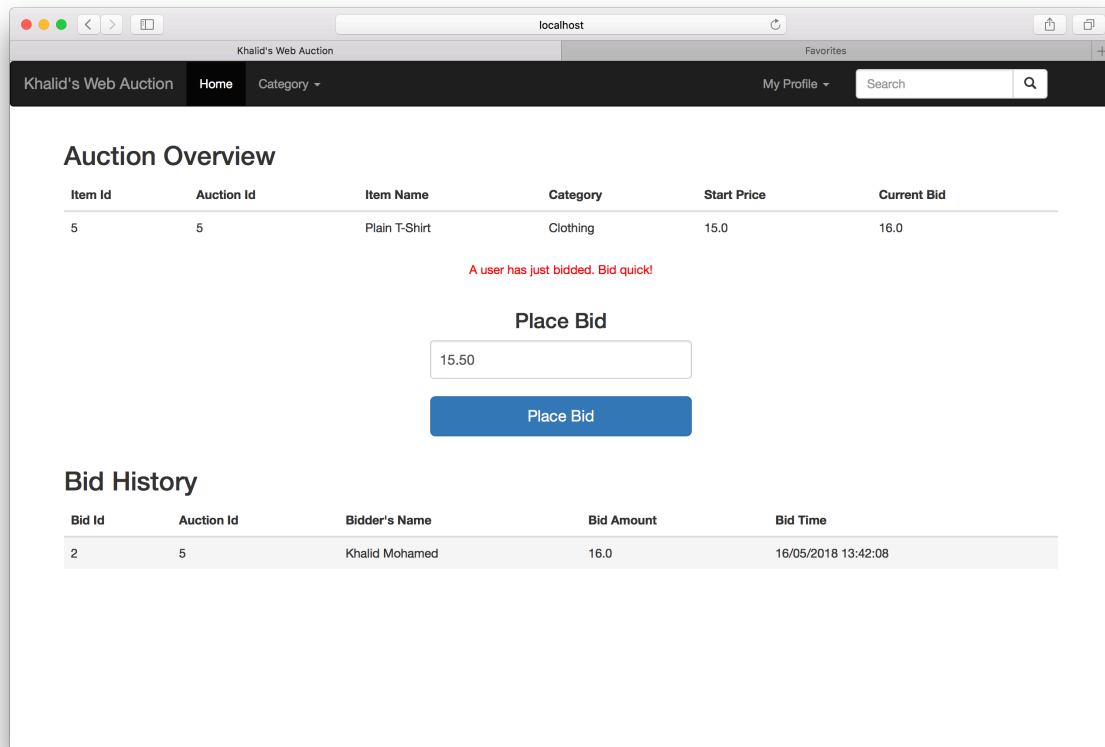 localhost
Khalid's Web Auction Favorites
Khalid's Web Auction Home Category My Profile Search
Auction Overview
Item Id Auction Id Item Name Category Start Price Current Bid
5 5 Plain T-Shirt Clothing 15.0 16.0
A user has just bidded. Bid quick!
Place Bid
15.50
Place Bid
Bid History
Bid Id Auction Id Bidder's Name Bid Amount Bid Time
2 5 Khalid Mohamed 16.0 16/05/2018 13:42:08